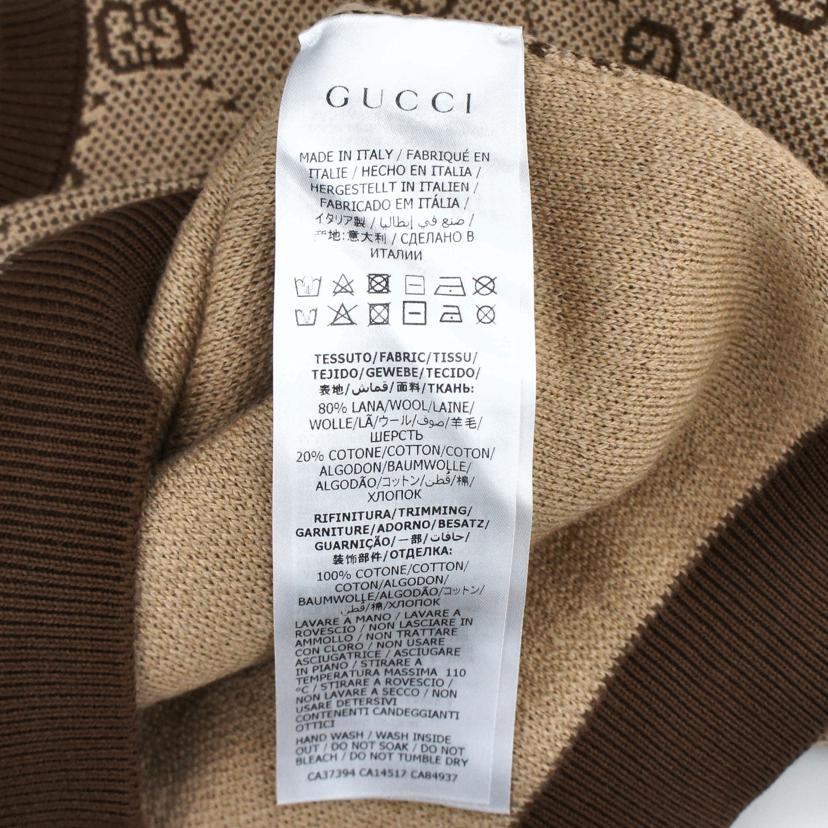 GUCCI
MADE IN ITALY / FABRIQUÉ EN
ITALIE / HECHO EN ITALIA /
HERGESTELLT IN ITALIEN /
FABRICADO EM ITÁLIA /
イタリア製 / صنع في إيطاليا /
产地:意大利 / СДЕЛАНО В
ИТАЛИИ
TESSUTO/FABRIC/TISSU/
TEJIDO/GEWEBE/TECIDO/
表地/قماش/面料/ТКАНЬ:
80% LANA/WOOL/LAINE/
WOLLE/LÃ/ウール/صوف/羊毛/
ШЕРСТЬ
20% COTONE/COTTON/COTON/
ALGODON/BAUMWOLLE/
ALGODÃO/コットン/قطن/棉/
ХЛОПОК
RIFINITURA/TRIMMING/
GARNITURE/ADORNO/BESATZ/
GUARNIÇÃO/一部/حافات/
装饰部件/ОТДЕЛКА:
100% COTONE/COTTON/
COTON/ALGODON/
BAUMWOLLE/ALGODÃO/コットン/
قطن/棉/ХЛОПОК
LAVARE A MANO / LAVARE A
ROVESCIO / NON LASCIARE IN
AMMOLLO / NON TRATTARE
CON CLORO / NON USARE
ASCIUGATRICE / ASCIUGARE
IN PIANO / STIRARE A
TEMPERATURA MASSIMA 110
°C / STIRARE A ROVESCIO /
NON LAVARE A SECCO / NON
USARE DETERSIVI
CONTENENTI CANDEGGIANTI
OTTICI
HAND WASH / WASH INSIDE
OUT / DO NOT SOAK / DO NOT
BLEACH / DO NOT TUMBLE DRY
CA37394 CA14517 CA84937